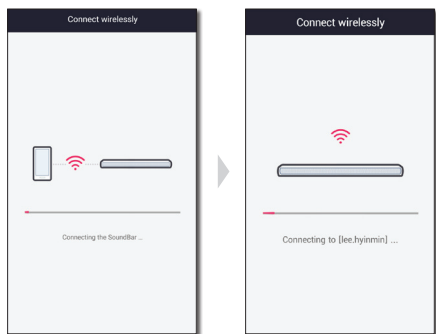 Connect wirelessly
Connecting the SoundBar ...
Connect wirelessly
Connecting to [lee.hyinmin] ...